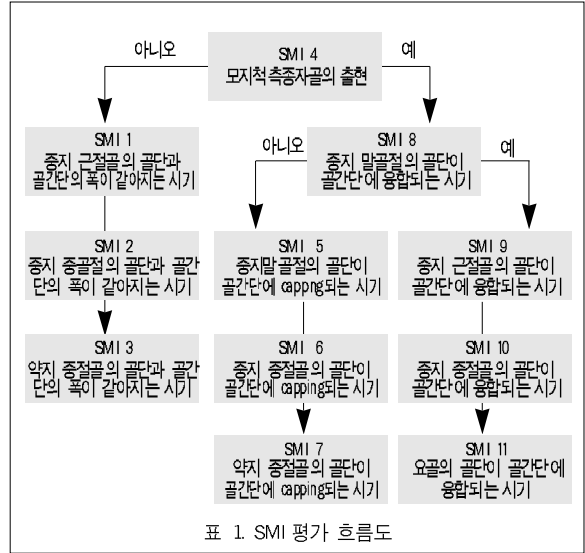 아니오
SMI 4
모지척측종자골의 출현
예
SMI 1
중지 근절골의 골단과
골간단의 폭이 같아지는 시기
아니오
SMI 8
중지 말골절의 골단이
골간단에 융합되는 시기
예
SMI 2
중지 중골절의 골단과 골간
단의 폭이 같아지는 시기
SMI 5
중지말골절의 골단이
골간단에 cappng되는 시기
SMI 9
중지 근절골의 골단이
골간단에 융합되는 시기
SMI 3
약지 중절골의 골단과 골간
단의 폭이 같아지는 시기
SMI 6
중지 중절골의 골단이
골간단에 capping되는 시기
SMI 10
중지 중절골의 골단이
골간단에 융합되는 시기
SMI 7
약지 중절골의 골단이
골간단에 capping되는 시기
SMI 11
요골의 골단이 골간단에
융합되는 시기
표 1. SMI 평가 흐름도